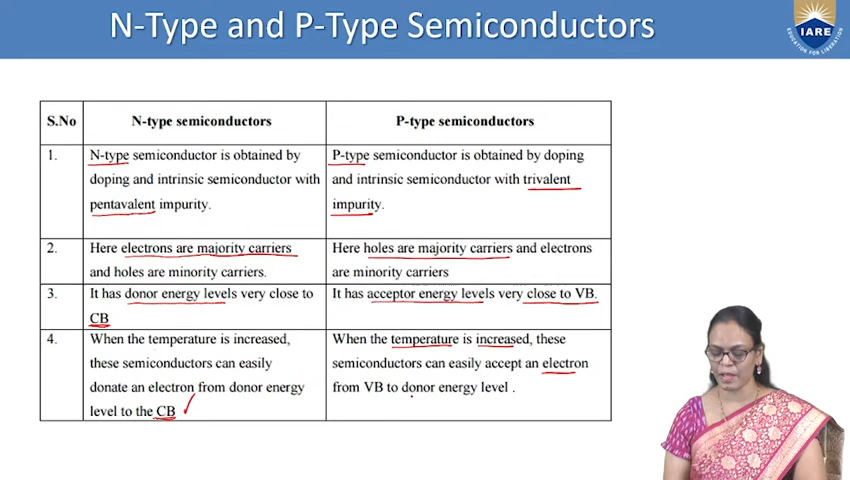 N-Type and P-Type Semiconductors
IARE
EDUCATION FOR LIBERATION
S.No
N-type semiconductors
P-type semiconductors
1.
N-type semiconductor is obtained by
doping and intrinsic semiconductor with
pentavalent impurity.
P-type semiconductor is obtained by doping
and intrinsic semiconductor with trivalent
impurity.
2.
Here electrons are majority carriers
and holes are minority carriers.
Here holes are majority carriers and electrons
are minority carriers
3.
It has donor energy levels very close to
CB
It has acceptor energy levels very close to VB.
4.
When the temperature is increased,
these semiconductors can easily
donate an electron from donor energy
level to the CB
When the temperature is increased, these
semiconductors can easily accept an electron
from VB to donor energy level .